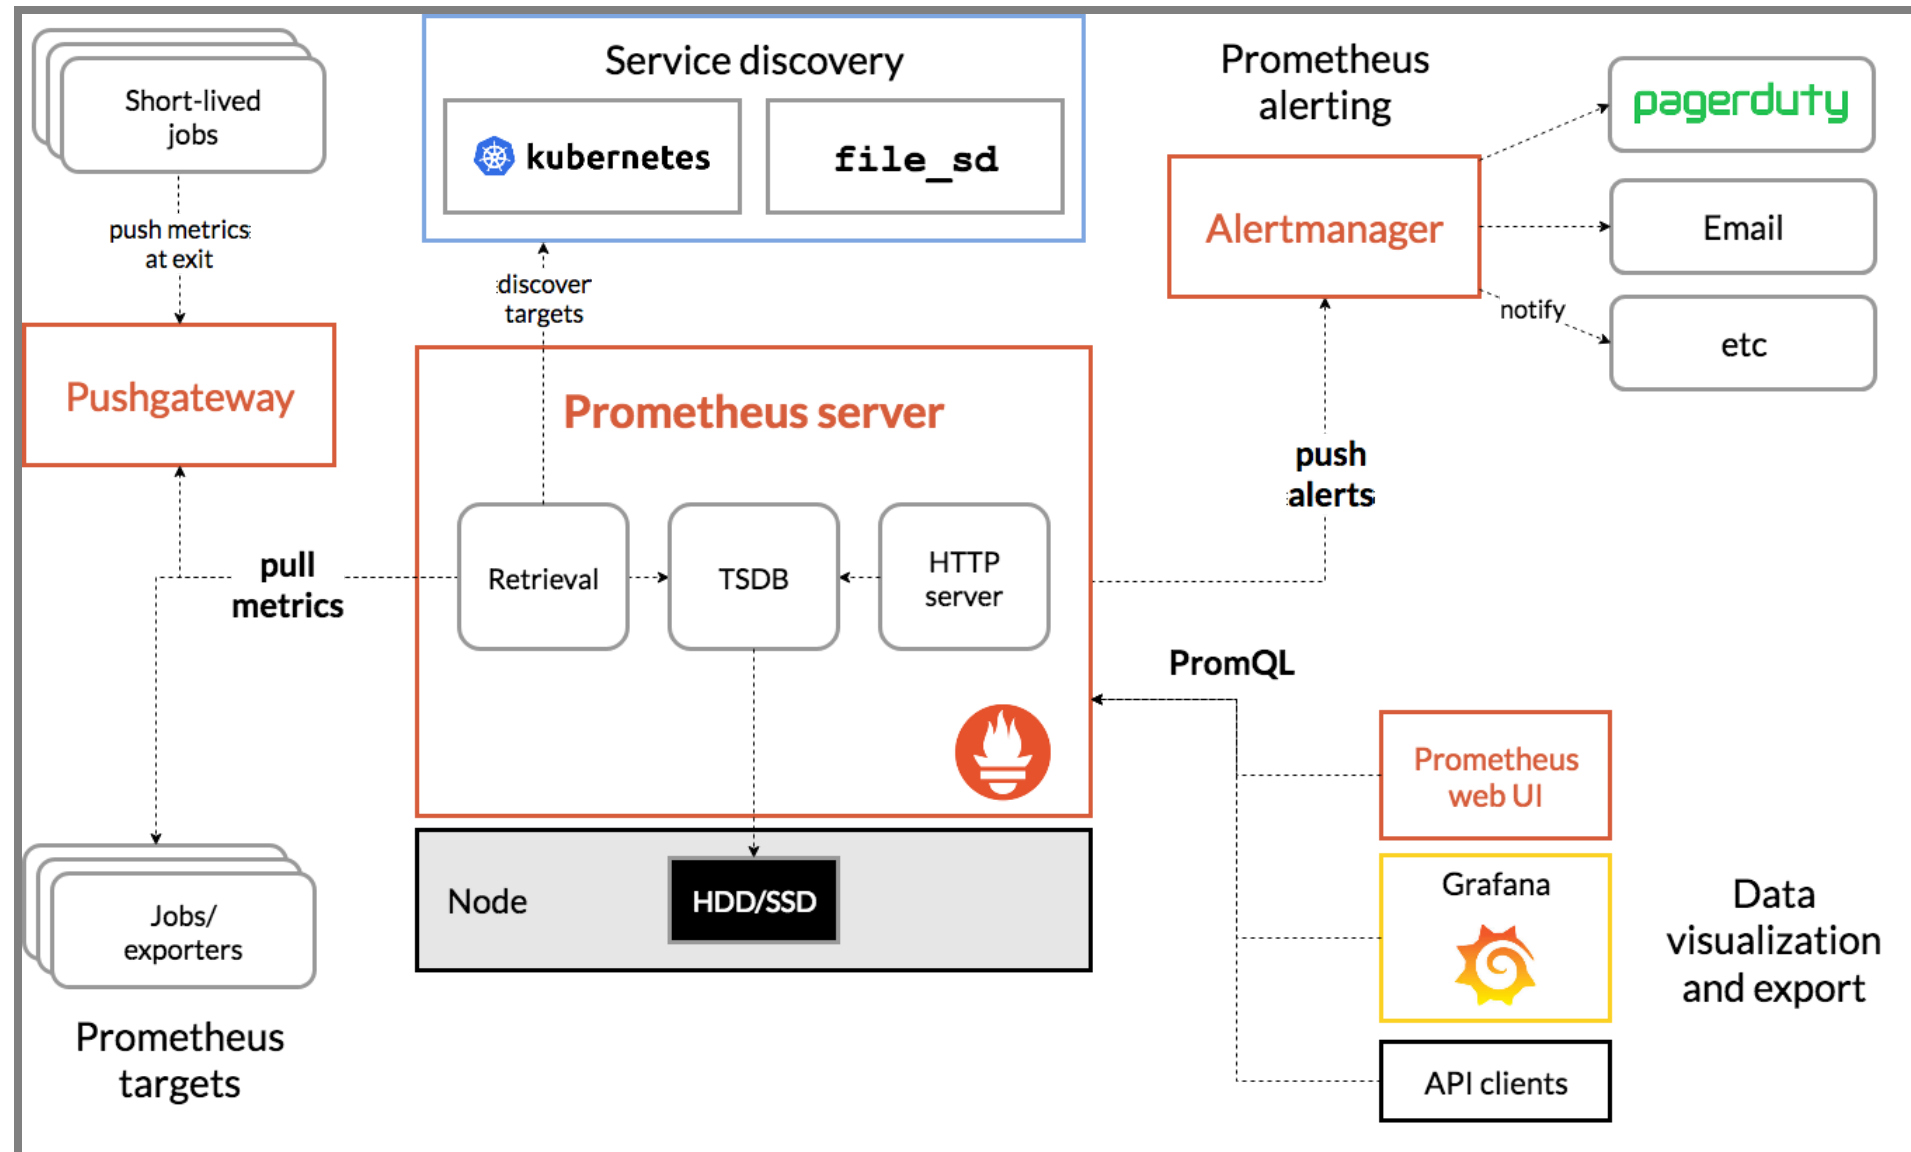 Short-lived
jobs
push metrics
at exit
Pushgateway
pull
metrics
Jobs/
exporters
Prometheus
targets
Service discovery
kubernetes
file_sd
discover
targets
Prometheus server
Retrieval
TSDB
HTTP
server
Node
HDD/SSD
Prometheus
alerting
Alertmanager
pagerduty
Email
etc
notify
push
alerts
PromQL
Prometheus
web UI
Grafana
API clients
Data
visualization
and export